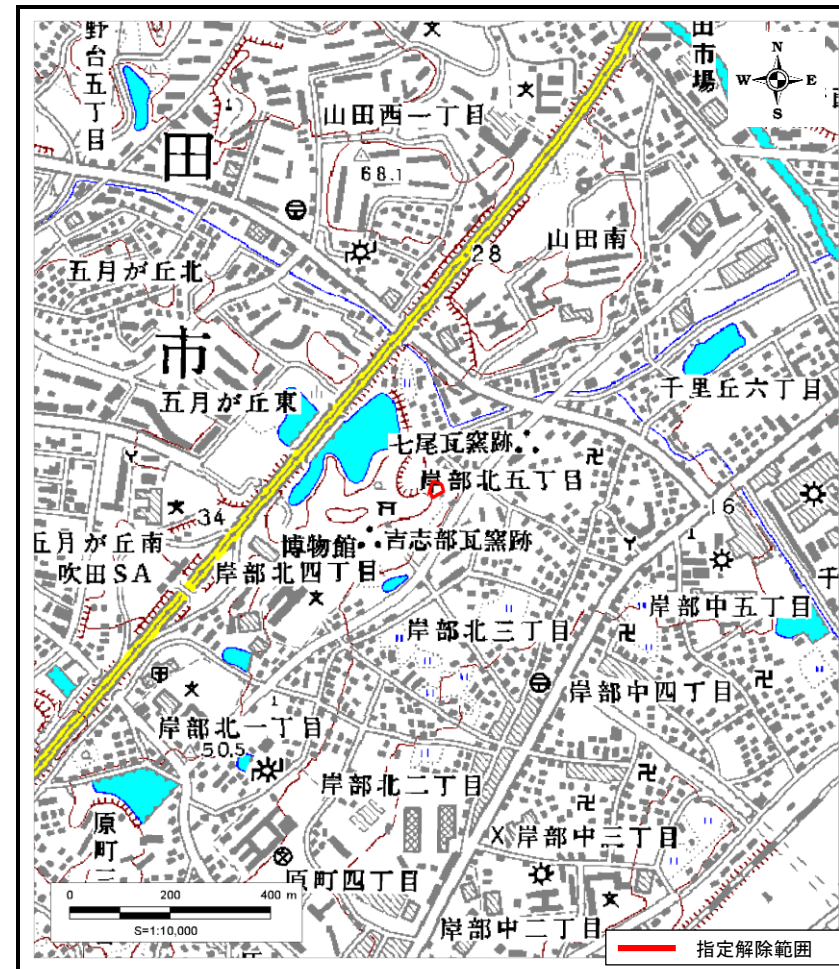 野台五丁目
田市場
N
W E
S
山田西一丁目
田
68.1
28
山田南
五月が丘北
市
五月が丘東
千里丘六丁目
七尾瓦窯跡
岸部北五丁目
34
16
五月が丘南
博物館
吉志部瓦窯跡
吹田SA
岸部北四丁目
千
岸部中五丁目
岸部北三丁目
岸部中四丁目
岸部北一丁目
50.5
岸部北二丁目
原町三
X
岸部中三丁目
原町四丁目
岸部中二丁目
0 200 400 m
S=1:10,000
指定解除範囲